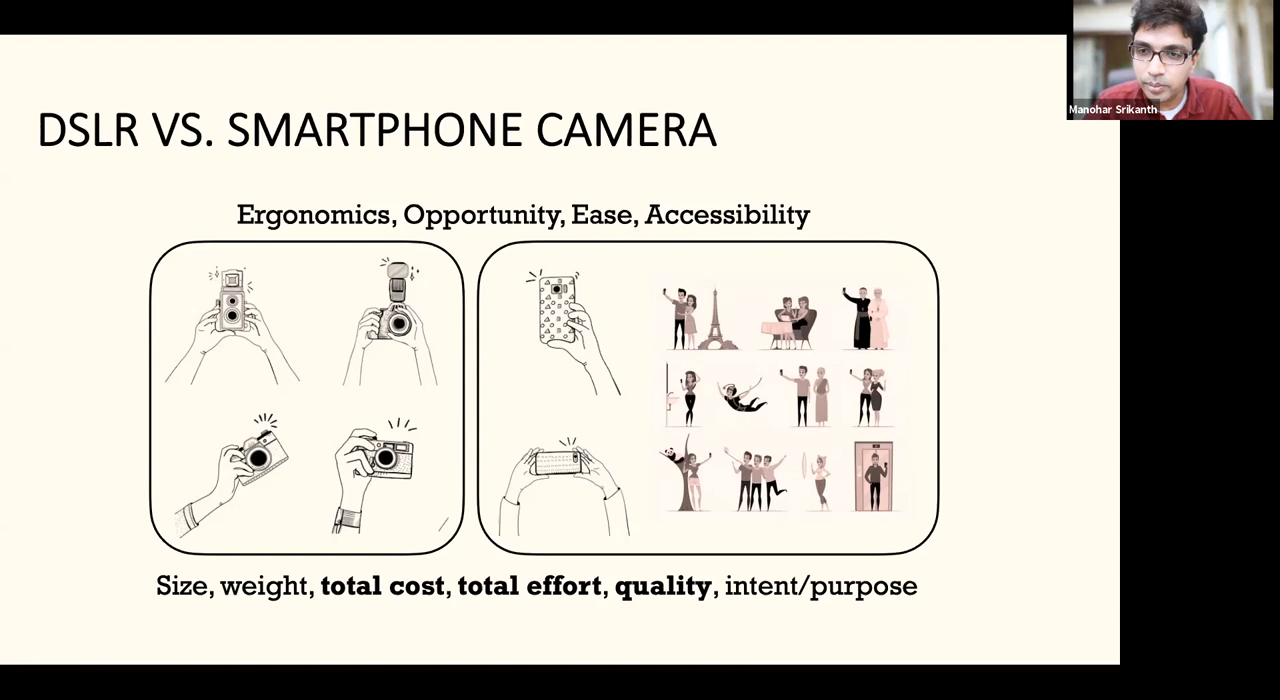 DSLR VS. SMARTPHONE CAMERA
Ergonomics, Opportunity, Ease, Accessibility
Size, weight, total cost, total effort, quality, intent/purpose
Manohar Srikanth